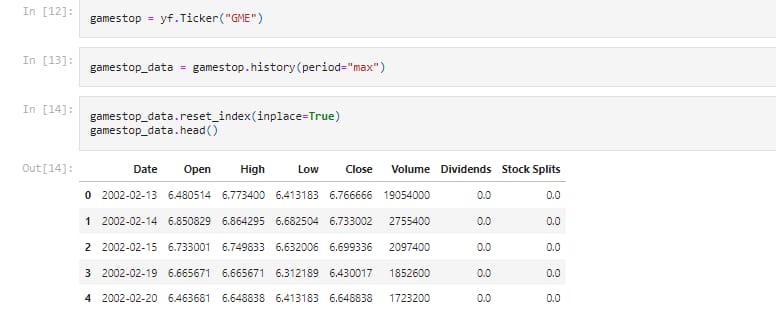 In [12]: gamestop = yf.Ticker("GME")
In [13]: gamestop_data = gamestop.history(period="max")
In [14]: gamestop_data.reset_index(inplace=True)
gamestop_data.head()
Out[14]: Date Open High Low Close Volume Dividends Stock Splits
0 2002-02-13 6.480514 6.773400 6.413183 6.766666 19054000 0.0 0.0
1 2002-02-14 6.850829 6.864295 6.682504 6.733002 2755400 0.0 0.0
2 2002-02-15 6.733001 6.749833 6.632006 6.699336 2097400 0.0 0.0
3 2002-02-19 6.665671 6.665671 6.312189 6.430017 1852600 0.0 0.0
4 2002-02-20 6.463681 6.648838 6.413183 6.648838 1723200 0.0 0.0